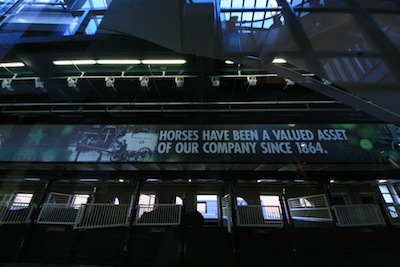 HORSES HAVE BEEN A VALUED ASSET
OF OUR COMPANY SINCE 1864.